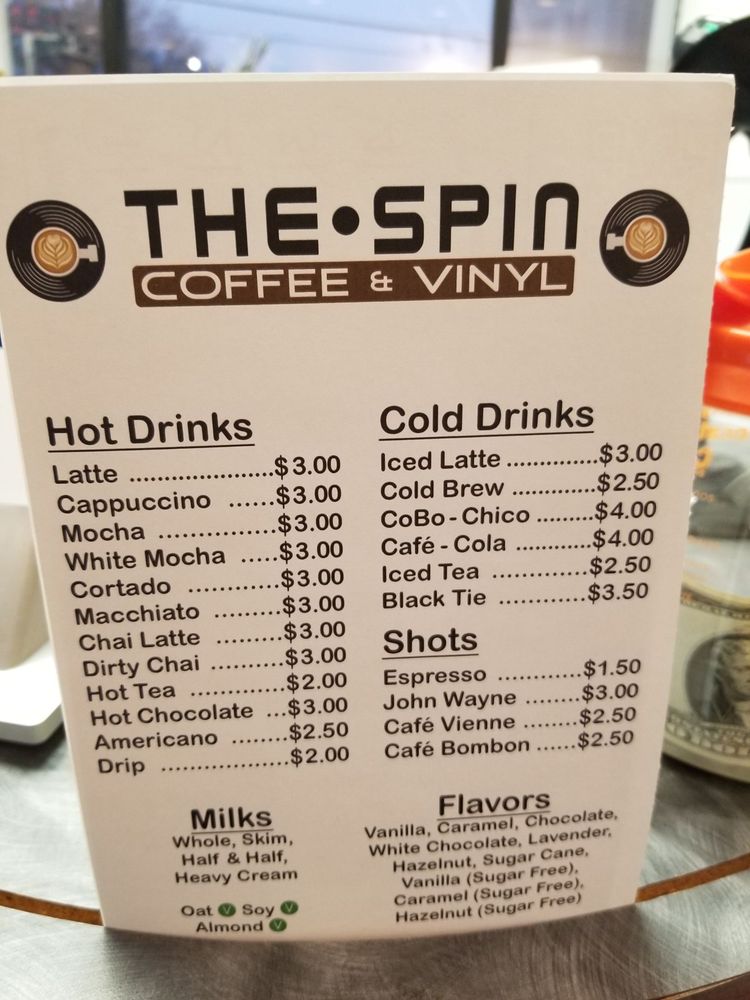 THE•SPIN
COFFEE & VINYL
Hot Drinks
Latte ......................$3.00
Cappuccino ......$3.00
Mocha ................$3.00
White Mocha .....$3.00
Cortado ............$3.00
Macchiato .........$3.00
Chai Latte .........$3.00
Dirty Chai ..........$3.00
Hot Tea .............$2.00
Hot Chocolate ...$3.00
Americano .......$2.50
Drip ..................$2.00
Milks
Whole, Skim,
Half & Half,
Heavy Cream
Oat V Soy V
Almond V
Cold Drinks
Iced Latte .............$3.00
Cold Brew ............$2.50
CoBo-Chico ........$4.00
Café-Cola ...........$4.00
Iced Tea .............$2.50
Black Tie ............$3.50
Shots
Espresso ............$1.50
John Wayne .......$3.00
Café Vienne .......$2.50
Café Bombon .....$2.50
Flavors
Vanilla, Caramel, Chocolate,
White Chocolate, Lavender,
Hazelnut, Sugar Cane,
Vanilla (Sugar Free),
Caramel (Sugar Free),
Hazelnut (Sugar Free)